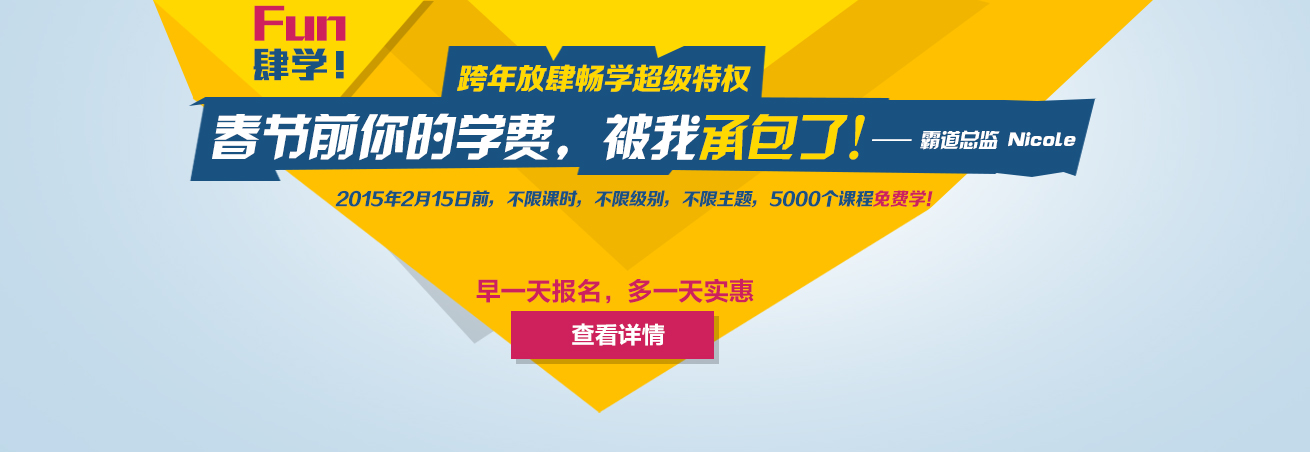 Fun
肆学!
跨年放肆畅学超级特权
春节前你的学费，被我承包了! —— 霸道总监 Nicole
2015年2月15日前，不限课时，不限级别，不限主题，5000个课程免费学!
早一天报名，多一天实惠
查看详情